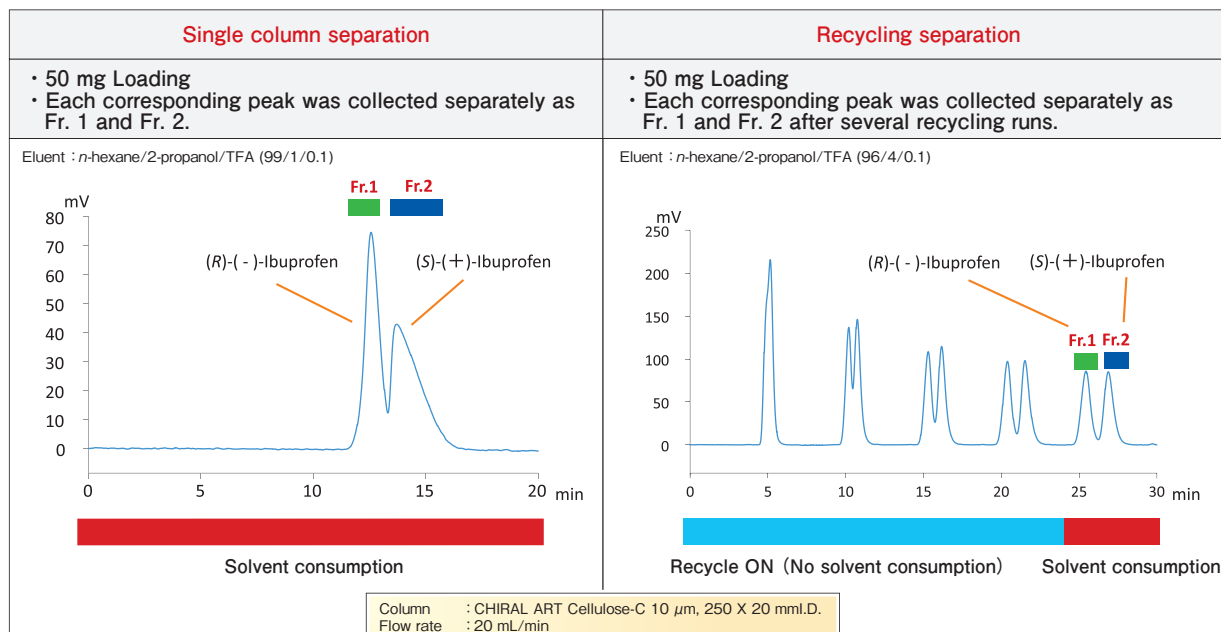 Single column separation
Recycling separation
・50 mg Loading
・Each corresponding peak was collected separately as
Fr. 1 and Fr. 2.
・50 mg Loading
・Each corresponding peak was collected separately as
Fr. 1 and Fr. 2 after several recycling runs.
Eluent : n-hexane/2-propanol/TFA (99/1/0.1)
mV
80
70
60
50
40
30
20
10
0
Fr.1
Fr.2
(R)-( - )-Ibuprofen
(S)-(+)-Ibuprofen
0
5
10
15
20
min
Solvent consumption
Eluent : n-hexane/2-propanol/TFA (96/4/0.1)
mV
250
200
150
100
50
0
(R)-( - )-Ibuprofen
(S)-(+)-Ibuprofen
Fr.1
Fr.2
0
5
10
15
20
25
30
min
Recycle ON (No solvent consumption)
Solvent consumption
Column : CHIRAL ART Cellulose-C 10 µm, 250 X 20 mmI.D.
Flow rate : 20 mL/min